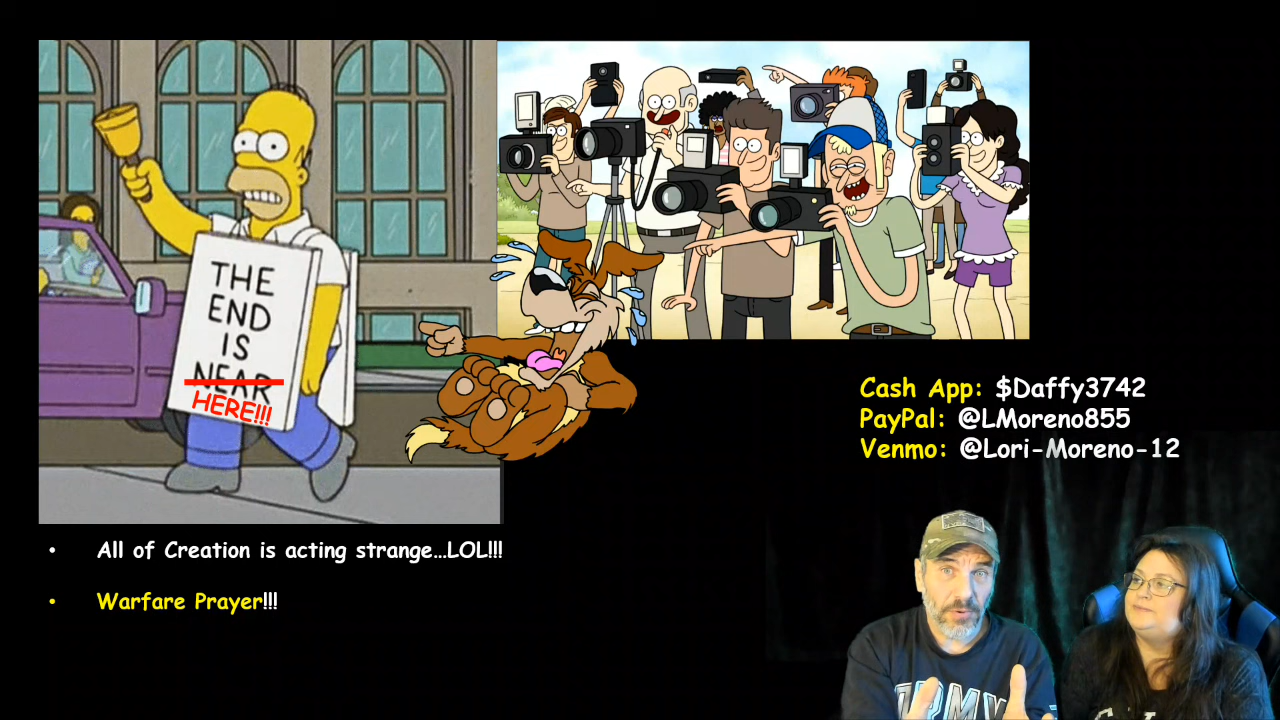 THE
END
IS
NEAR
HERE!!!
Cash App: $Daffy3742
PayPal: @LMoreno855
Venmo: @Lori-Moreno-12
• All of Creation is acting strange...LOL!!!
• Warfare Prayer!!!
ARMY